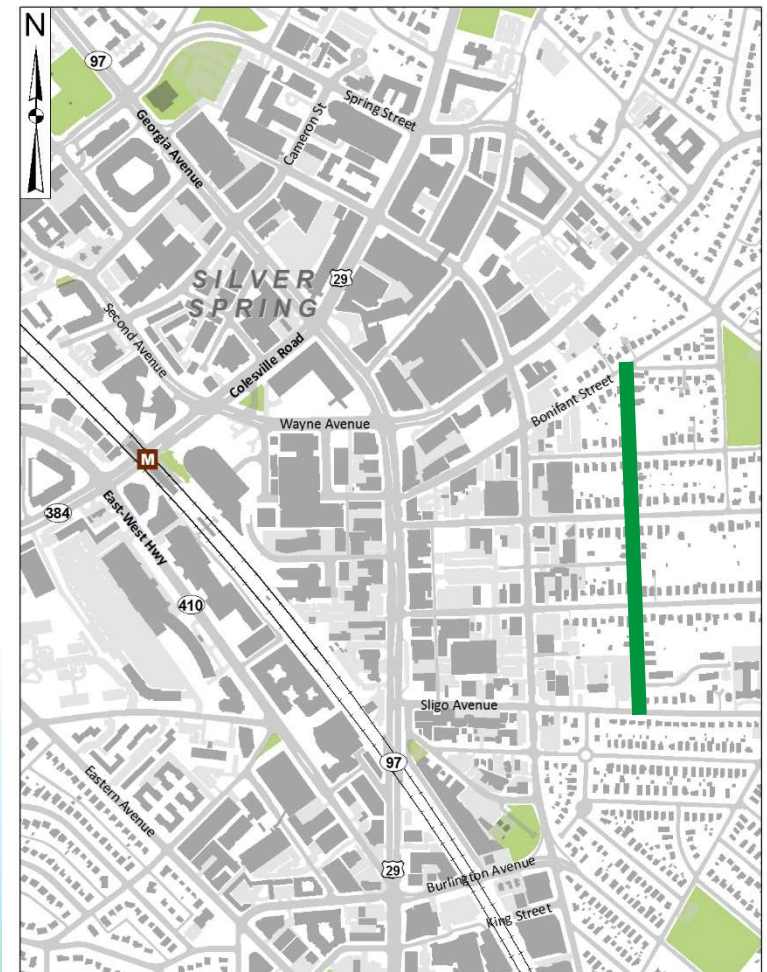 N
97
Georgia Avenue
Cameron St
Spring Street
SILVER
SPRING
29
Second Avenue
Colesville Road
Wayne Avenue
Bonifant Street
M
384
East-West Hwy
410
Sligo Avenue
97
Eastern Avenue
29
Burlington Avenue
King Street